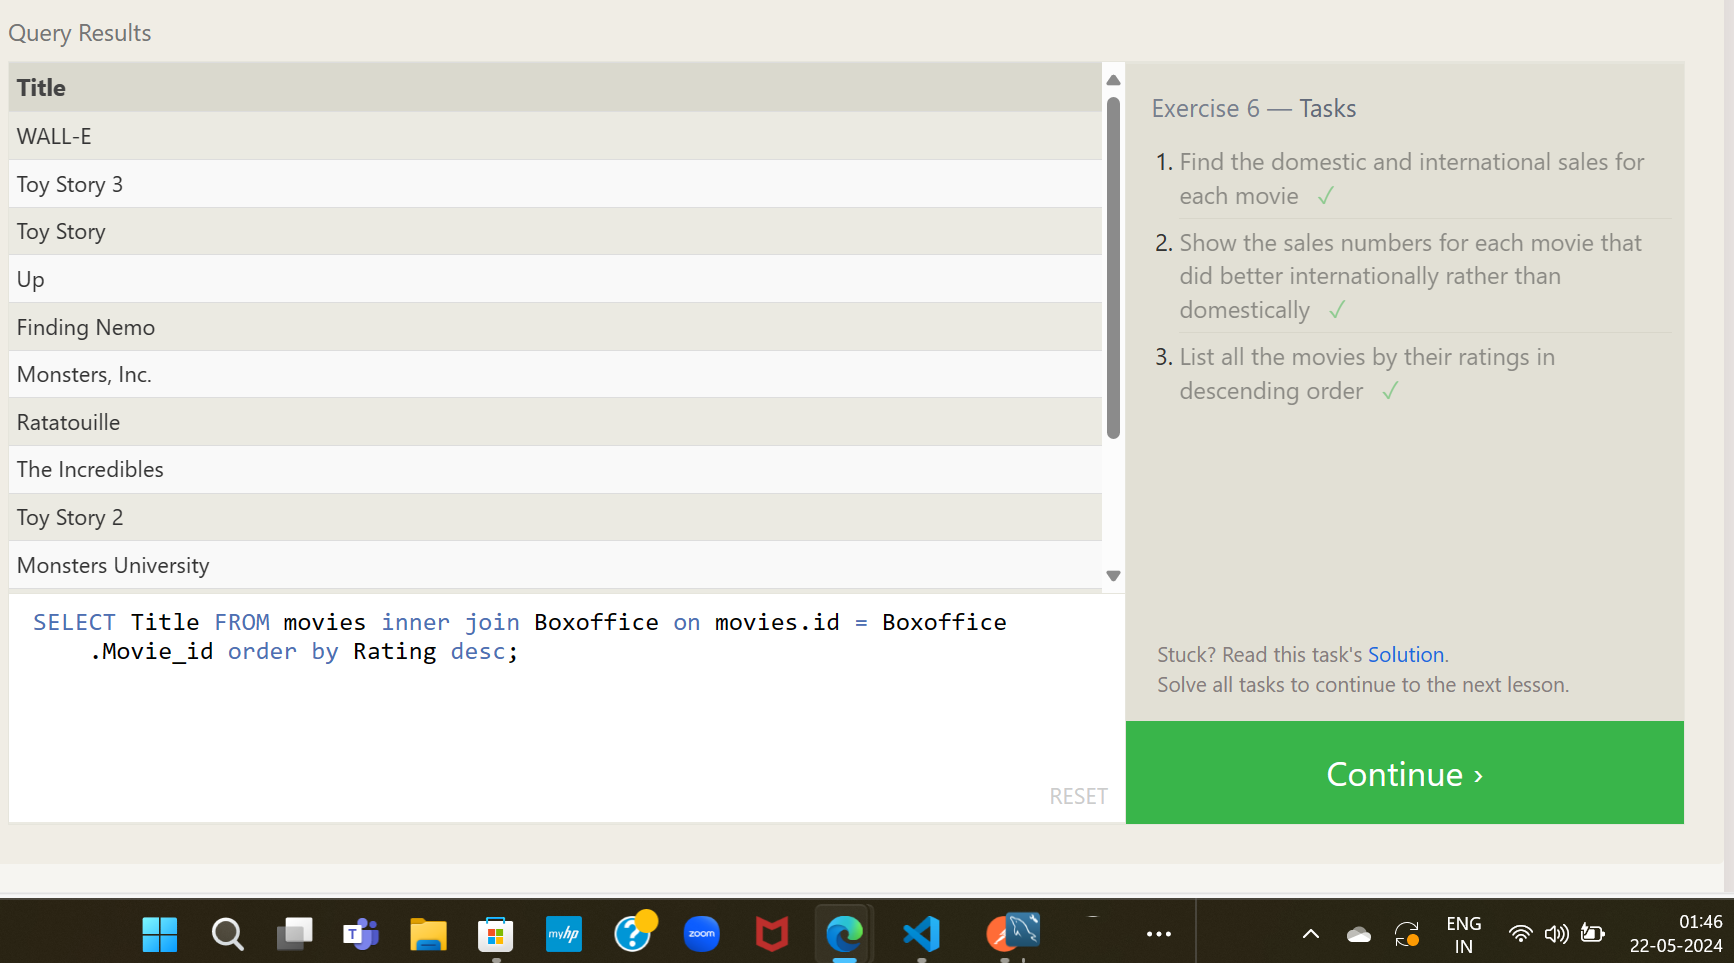 Query Results
Title
WALL-E
Toy Story 3
Toy Story
Up
Finding Nemo
Monsters, Inc.
Ratatouille
The Incredibles
Toy Story 2
Monsters University
SELECT Title FROM movies inner join Boxoffice on movies.id = Boxoffice
.Movie_id order by Rating desc;
RESET
Exercise 6 — Tasks
1. Find the domestic and international sales for
each movie ✓
2. Show the sales numbers for each movie that
did better internationally rather than
domestically ✓
3. List all the movies by their ratings in
descending order ✓
Stuck? Read this task's Solution.
Solve all tasks to continue to the next lesson.
Continue ›
T
myhp
?
zoom
ENG
IN
01:46
22-05-2024